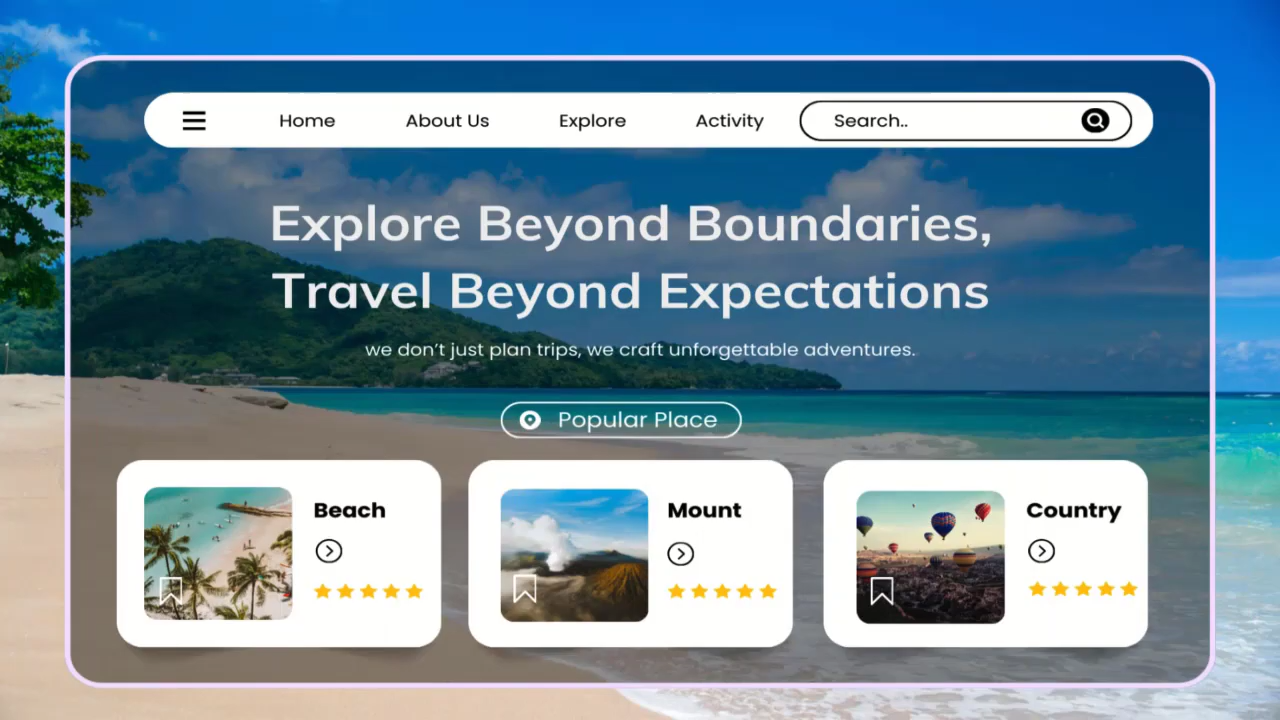 Home About Us Explore Activity Search..
Explore Beyond Boundaries,
Travel Beyond Expectations
we don’t just plan trips, we craft unforgettable adventures.
Popular Place
Beach
Mount
Country